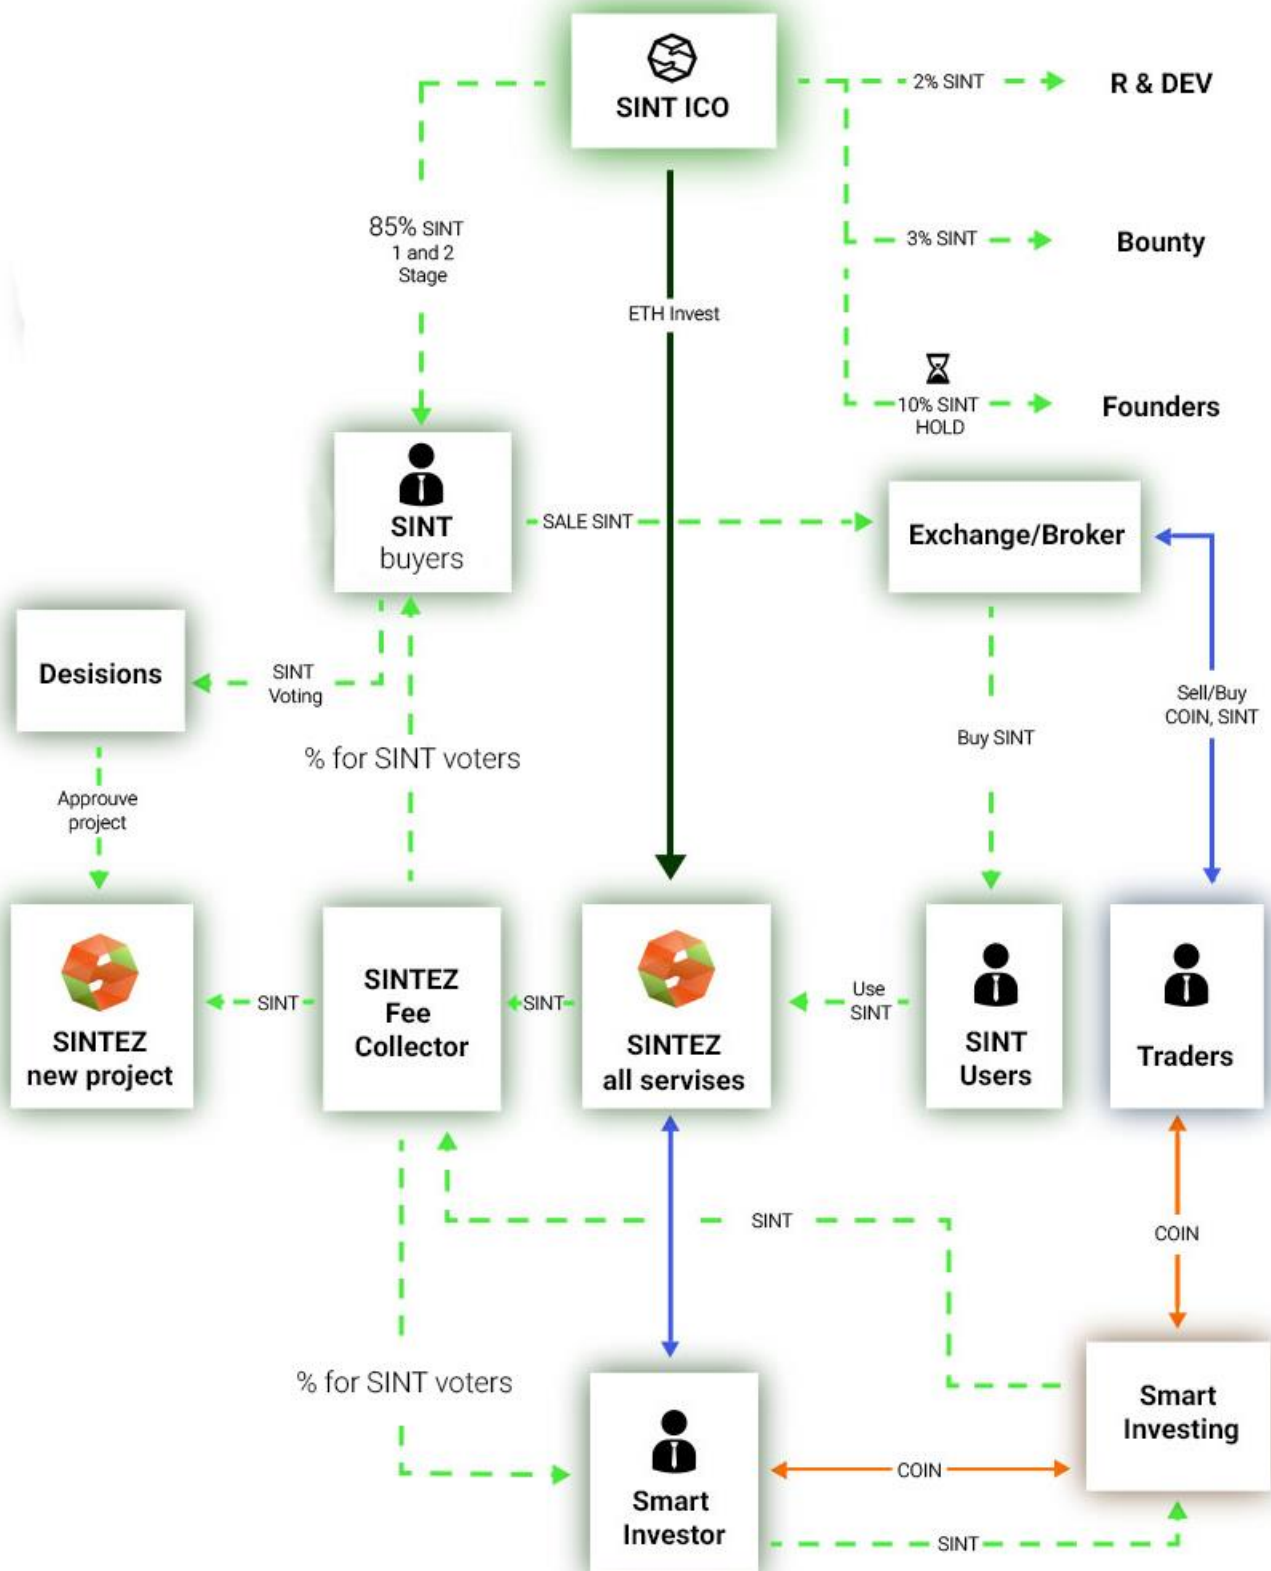 SINT ICO
2% SINT
R & DEV
85% SINT
1 and 2
Stage
3% SINT
Bounty
ETH Invest
10% SINT
HOLD
Founders
SINT
buyers
SALE SINT
Exchange/Broker
Desisions
SINT
Voting
Sell/Buy
COIN, SINT
% for SINT voters
Buy SINT
Approuve
project
SINTEZ
new project
SINT
SINTEZ
Fee
Collector
SINT
SINTEZ
all servises
Use
SINT
SINT
Users
Traders
SINT
COIN
% for SINT voters
Smart
Investing
COIN
Smart
Investor
SINT